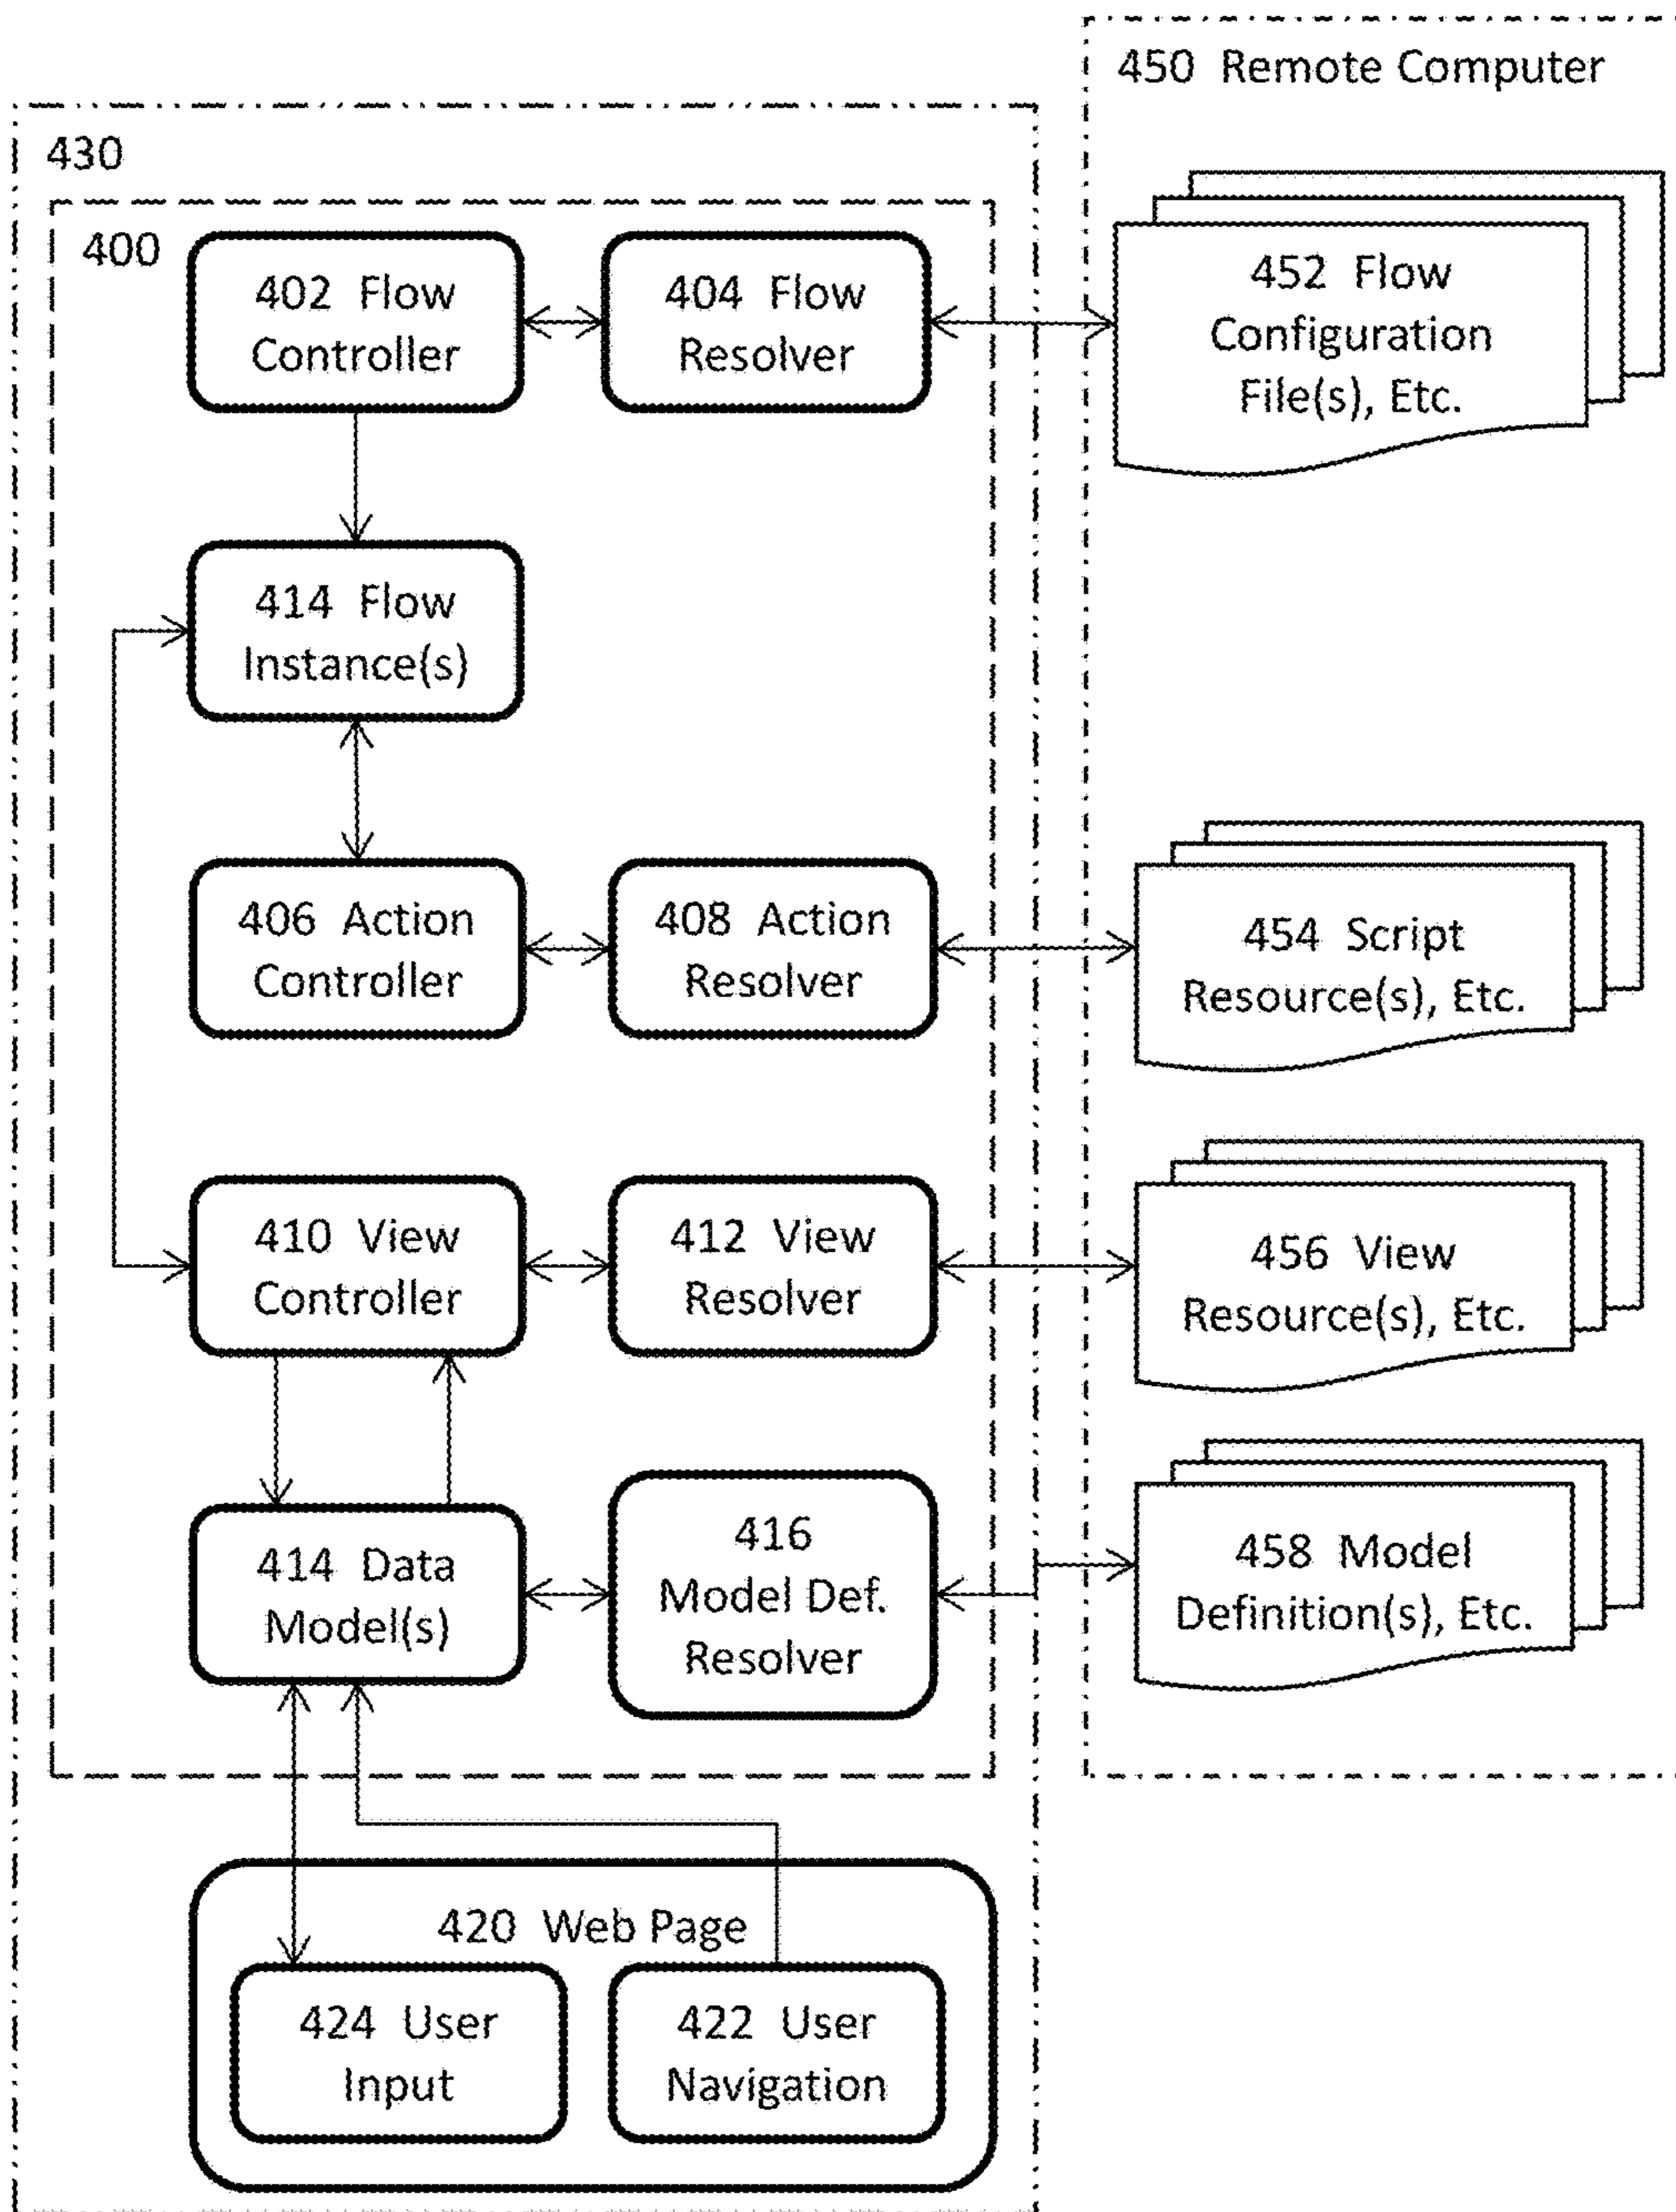 450 Remote Computer
430
400
402 Flow
Controller
404 Flow
Resolver
452 Flow
Configuration
File(s), Etc.
414 Flow
Instance(s)
406 Action
Controller
408 Action
Resolver
454 Script
Resource(s), Etc.
410 View
Controller
412 View
Resolver
456 View
Resource(s), Etc.
414 Data
Model(s)
416
Model Def.
Resolver
458 Model
Definition(s), Etc.
420 Web Page
424 User
Input
422 User
Navigation